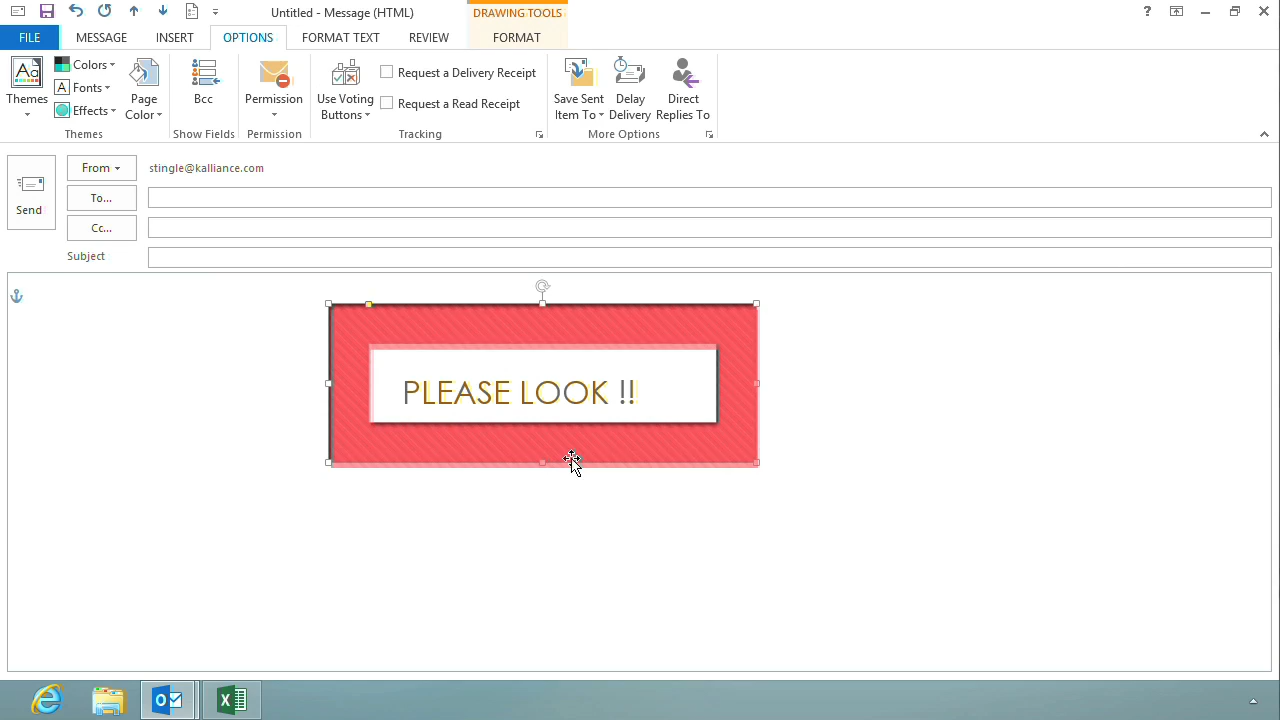 Untitled - Message (HTML)
DRAWING TOOLS
?
FILE
MESSAGE
INSERT
OPTIONS
FORMAT TEXT
REVIEW
FORMAT
Aa
Themes
Colors
A Fonts
Effects
Page Color
Bcc
Permission
Use Voting Buttons
Request a Delivery Receipt
Request a Read Receipt
Save Sent Item To
Delay Delivery
Direct Replies To
Themes
Show Fields
Permission
Tracking
More Options
Send
From
stingle@kalliance.com
To...
Cc...
Subject
PLEASE LOOK !!